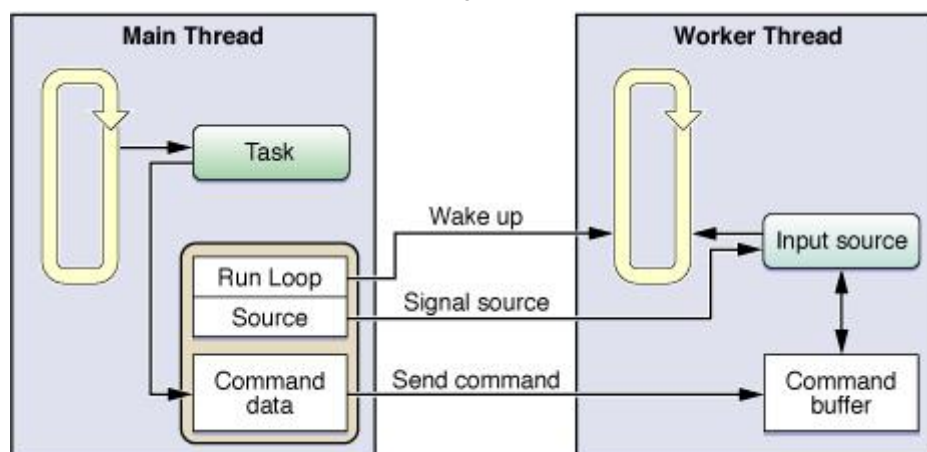 Main Thread
Worker Thread
Task
Wake up
Input source
Run Loop
Signal source
Source
Send command
Command
data
Command
buffer